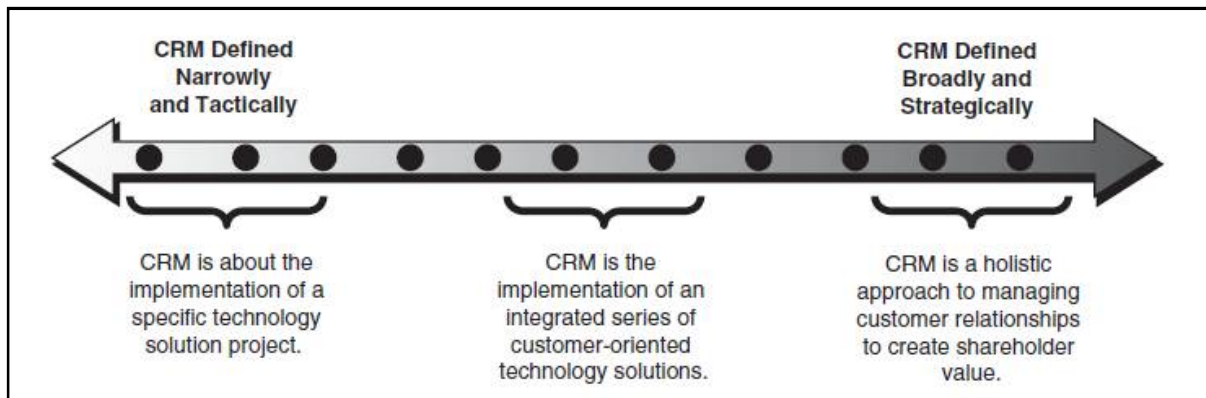 CRM Defined
Narrowly
and Tactically
CRM Defined
Broadly and
Strategically
CRM is about the
implementation of a
specific technology
solution project.
CRM is the
implementation of an
integrated series of
customer-oriented
technology solutions.
CRM is a holistic
approach to managing
customer relationships
to create shareholder
value.